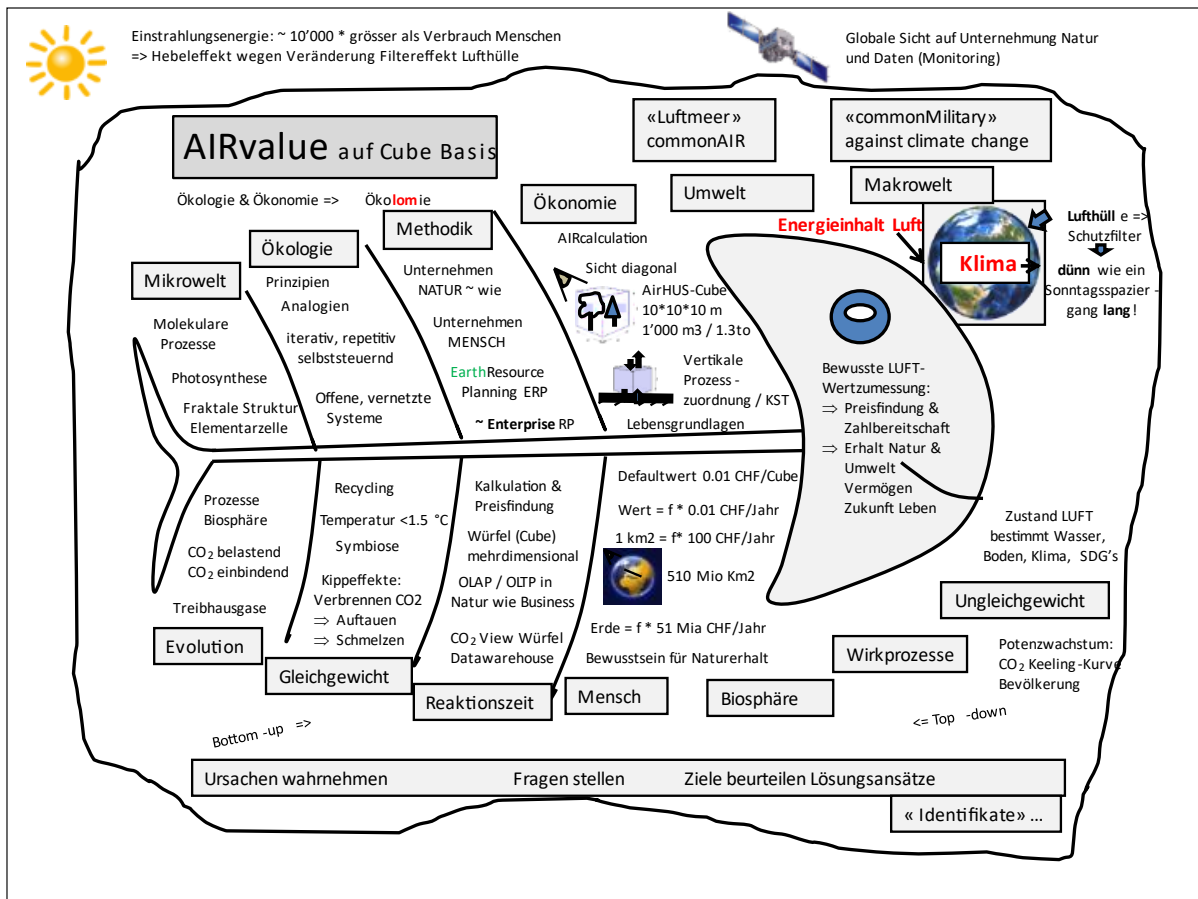 Einstrahlungsenergie: ~ 10'000 * grösser als Verbrauch Menschen
=> Hebeleffekt wegen Veränderung Filtereffekt Lufthülle
Globale Sicht auf Unternehmung Natur
und Daten (Monitoring)
AIRvalue auf Cube Basis
«Luftmeer»
commonAIR
«commonMilitary»
against climate change
Ökologie & Ökonomie => Ökolomie
Mikrowelt
Ökologie
Methodik
Ökonomie
Umwelt
Makrowelt
Molekulare
Prozesse
Photosynthese
Fraktale Struktur
Elementarzelle
Prinzipien
Analogien
iterativ, repetitiv
selbststeuernd
Offene, vernetzte
Systeme
Unternehmen
NATUR ~ wie
Unternehmen
MENSCH
EarthResource
Planning ERP
~ Enterprise RP
AIRcalculation
Sicht diagonal
AirHUS-Cube
10*10*10 m
1'000 m3 / 1.3to
Vertikale
Prozess -
zuordnung / KST
Lebensgrundlagen
Energieinhalt Luft
Klima
Lufthüll e =>
Schutzfilter
dünn wie ein
Sonntagsspazier -
gang lang!
Bewusste LUFT-
Wertzumessung:
⇒ Preisfindung &
Zahlbereitschaft
⇒ Erhalt Natur &
Umwelt
Vermögen
Zukunft Leben
Prozesse
Biosphäre
CO2 belastend
CO2 einbindend
Treibhausgase
Recycling
Temperatur <1.5 °C
Symbiose
Kippeffekte:
Verbrennen CO2
⇒ Auftauen
⇒ Schmelzen
Kalkulation &
Preisfindung
Würfel (Cube)
mehrdimensional
OLAP / OLTP in
Natur wie Business
CO2 View Würfel
Datawarehouse
Defaultwert 0.01 CHF/Cube
Wert = f * 0.01 CHF/Jahr
1 km2 = f* 100 CHF/Jahr
510 Mio Km2
Erde = f * 51 Mia CHF/Jahr
Bewusstsein für Naturerhalt
Zustand LUFT
bestimmt Wasser,
Boden, Klima, SDG's
Ungleichgewicht
Potenzwachstum:
CO2 Keeling-Kurve
Bevölkerung
Evolution
Gleichgewicht
Reaktionszeit
Mensch
Biosphäre
Wirkprozesse
Bottom -up =>
<= Top -down
Ursachen wahrnehmen Fragen stellen Ziele beurteilen Lösungsansätze
« Identifikate» ...